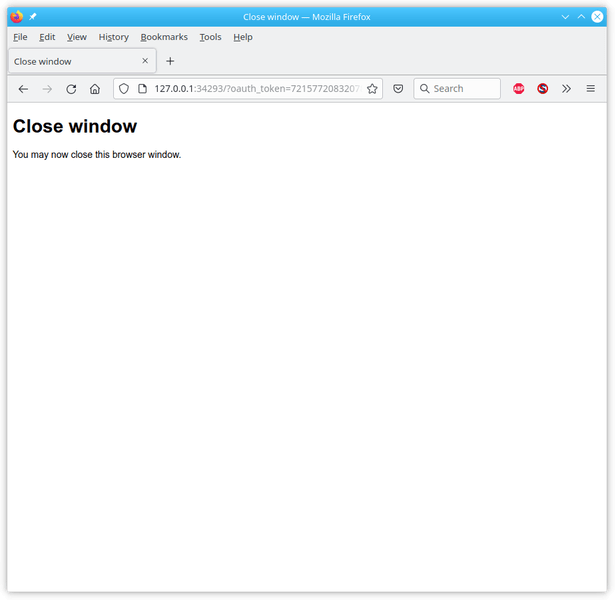 Close window — Mozilla Firefox
File Edit View History Bookmarks Tools Help
Close window
127.0.0.1:34293/?oauth_token=7215772083207 Search ABP
Close window
You may now close this browser window.